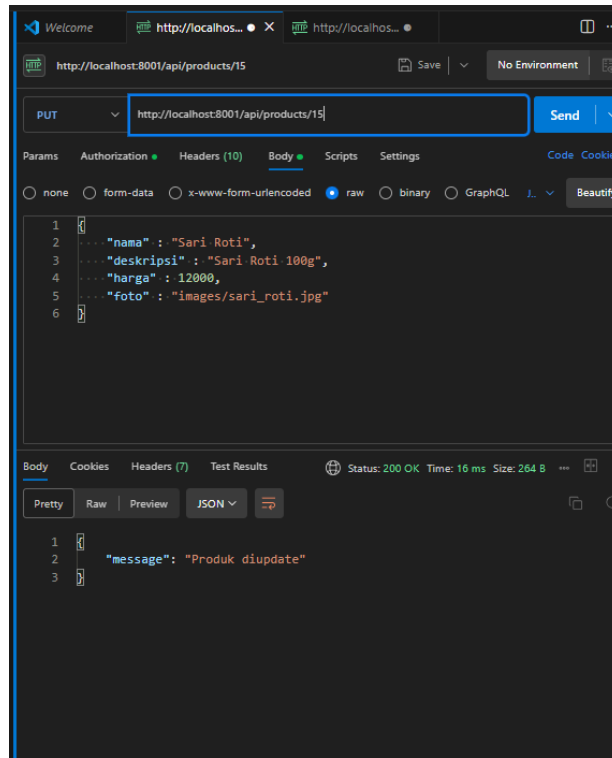 Welcome http://localhos... http://localhos...
HTTP http://localhost:8001/api/products/15 Save No Environment
PUT http://localhost:8001/api/products/15 Send
Params Authorization Headers (10) Body Scripts Settings Code Cookie
none form-data x-www-form-urlencoded raw binary GraphQL J.. Beautify
1 {
2 "nama" : "Sari Roti",
3 "deskripsi" : "Sari Roti 100g",
4 "harga" : 12000,
5 "foto" : "images/sari_roti.jpg"
6 }
Body Cookies Headers (7) Test Results Status: 200 OK Time: 16 ms Size: 264 B
Pretty Raw Preview JSON
1 {
2 "message": "Produk diupdate"
3 }